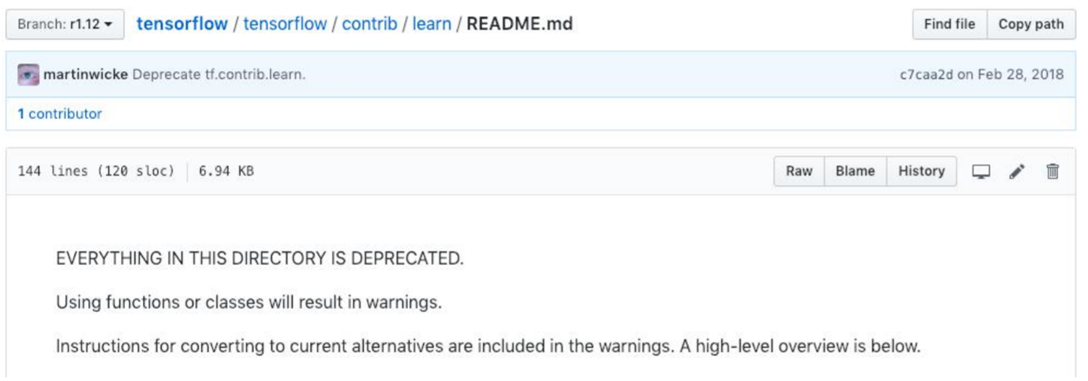 Branch: r1.12 tensorflow / tensorflow / contrib / learn / README.md Find file Copy path
martinwicke Deprecate tf.contrib.learn. c7caa2d on Feb 28, 2018
1 contributor
144 lines (120 sloc) 6.94 KB Raw Blame History
EVERYTHING IN THIS DIRECTORY IS DEPRECATED.
Using functions or classes will result in warnings.
Instructions for converting to current alternatives are included in the warnings. A high-level overview is below.